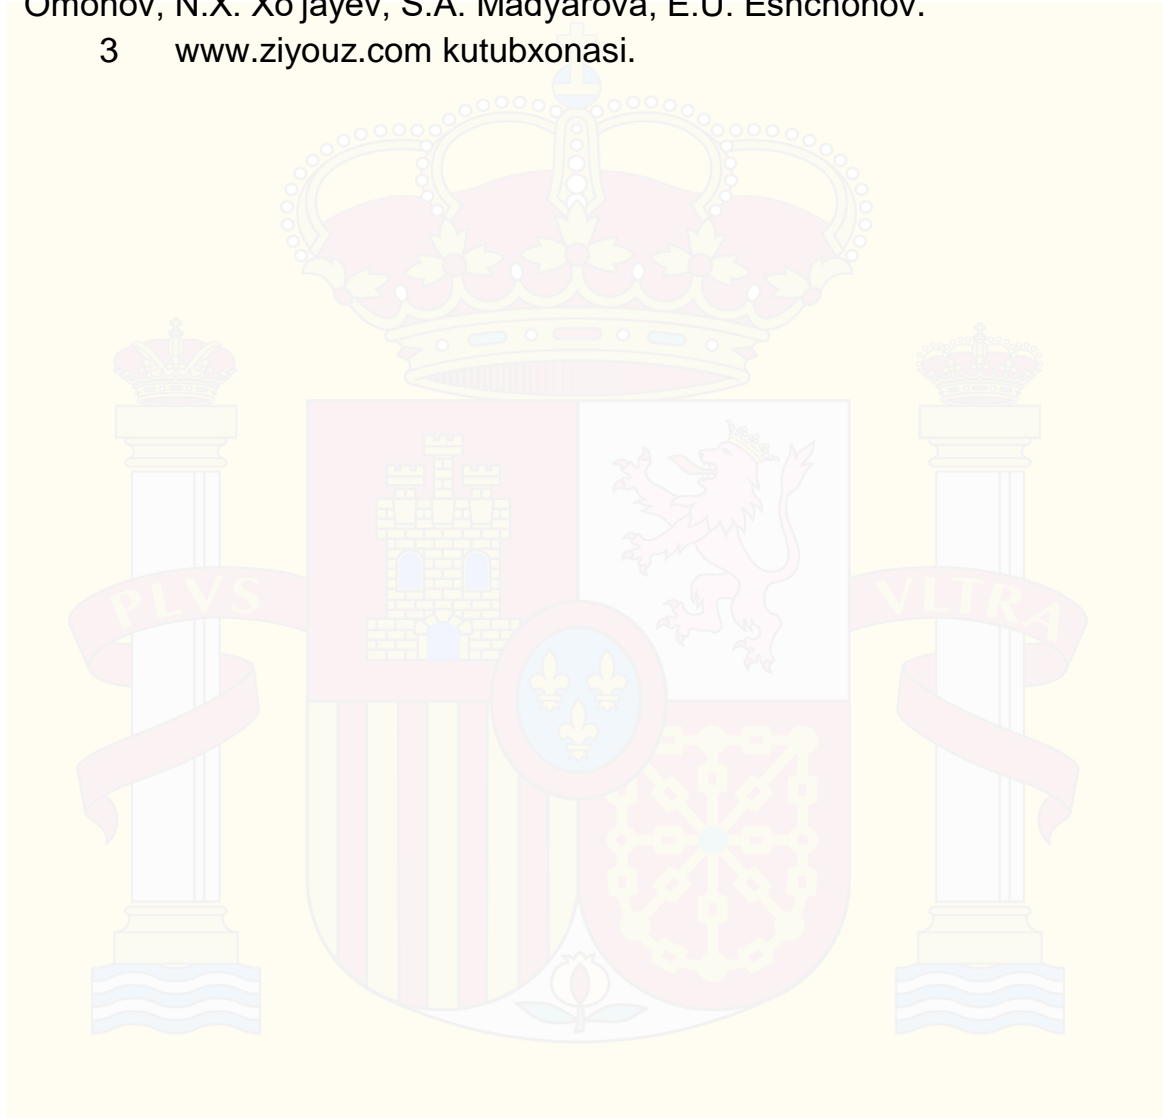 Omonov, N.X. Xo'jayev, S.A. Madyarova, E.U. Eshchonov.
3 www.ziyouz.com kutubxonasi.
PLVS VLTRA